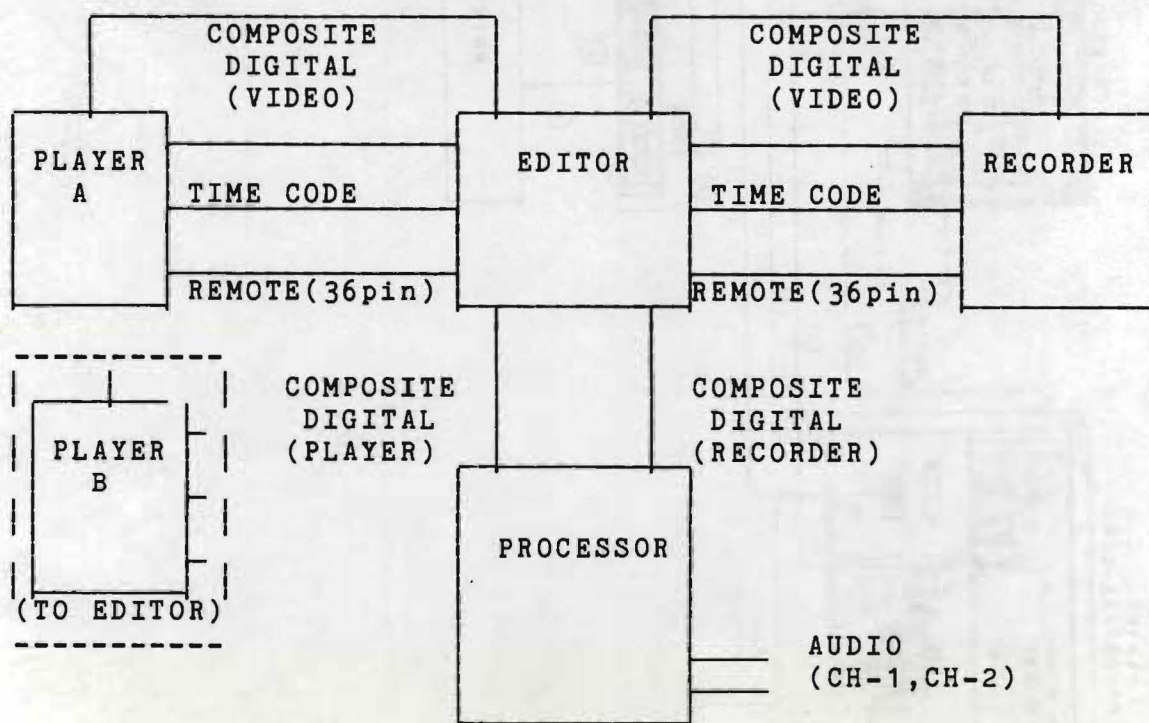 COMPOSITE
DIGITAL
(VIDEO)
COMPOSITE
DIGITAL
(VIDEO)
PLAYER
A
TIME CODE
REMOTE(36pin)
EDITOR
TIME CODE
REMOTE(36pin)
RECORDER
PLAYER
B
(TO EDITOR)
COMPOSITE
DIGITAL
(PLAYER)
COMPOSITE
DIGITAL
(RECORDER)
PROCESSOR
AUDIO
(CH-1,CH-2)